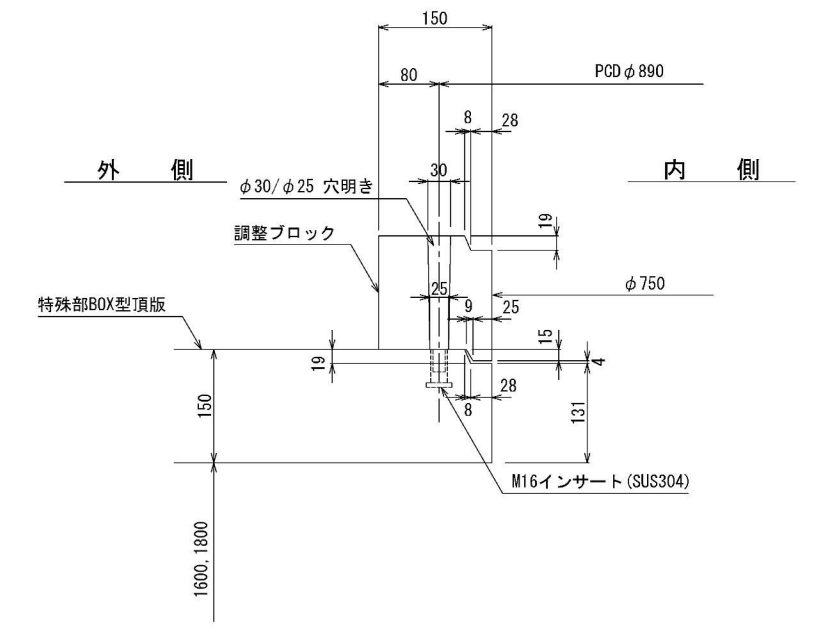 150
80
PCDφ890
8
28
外側
内側
30
φ30/φ25 穴明き
調整ブロック
19
φ750
25
9
25
特殊部BOX型頂版
15
4
19
28
8
150
131
M16インサート(SUS304)
1600,1800